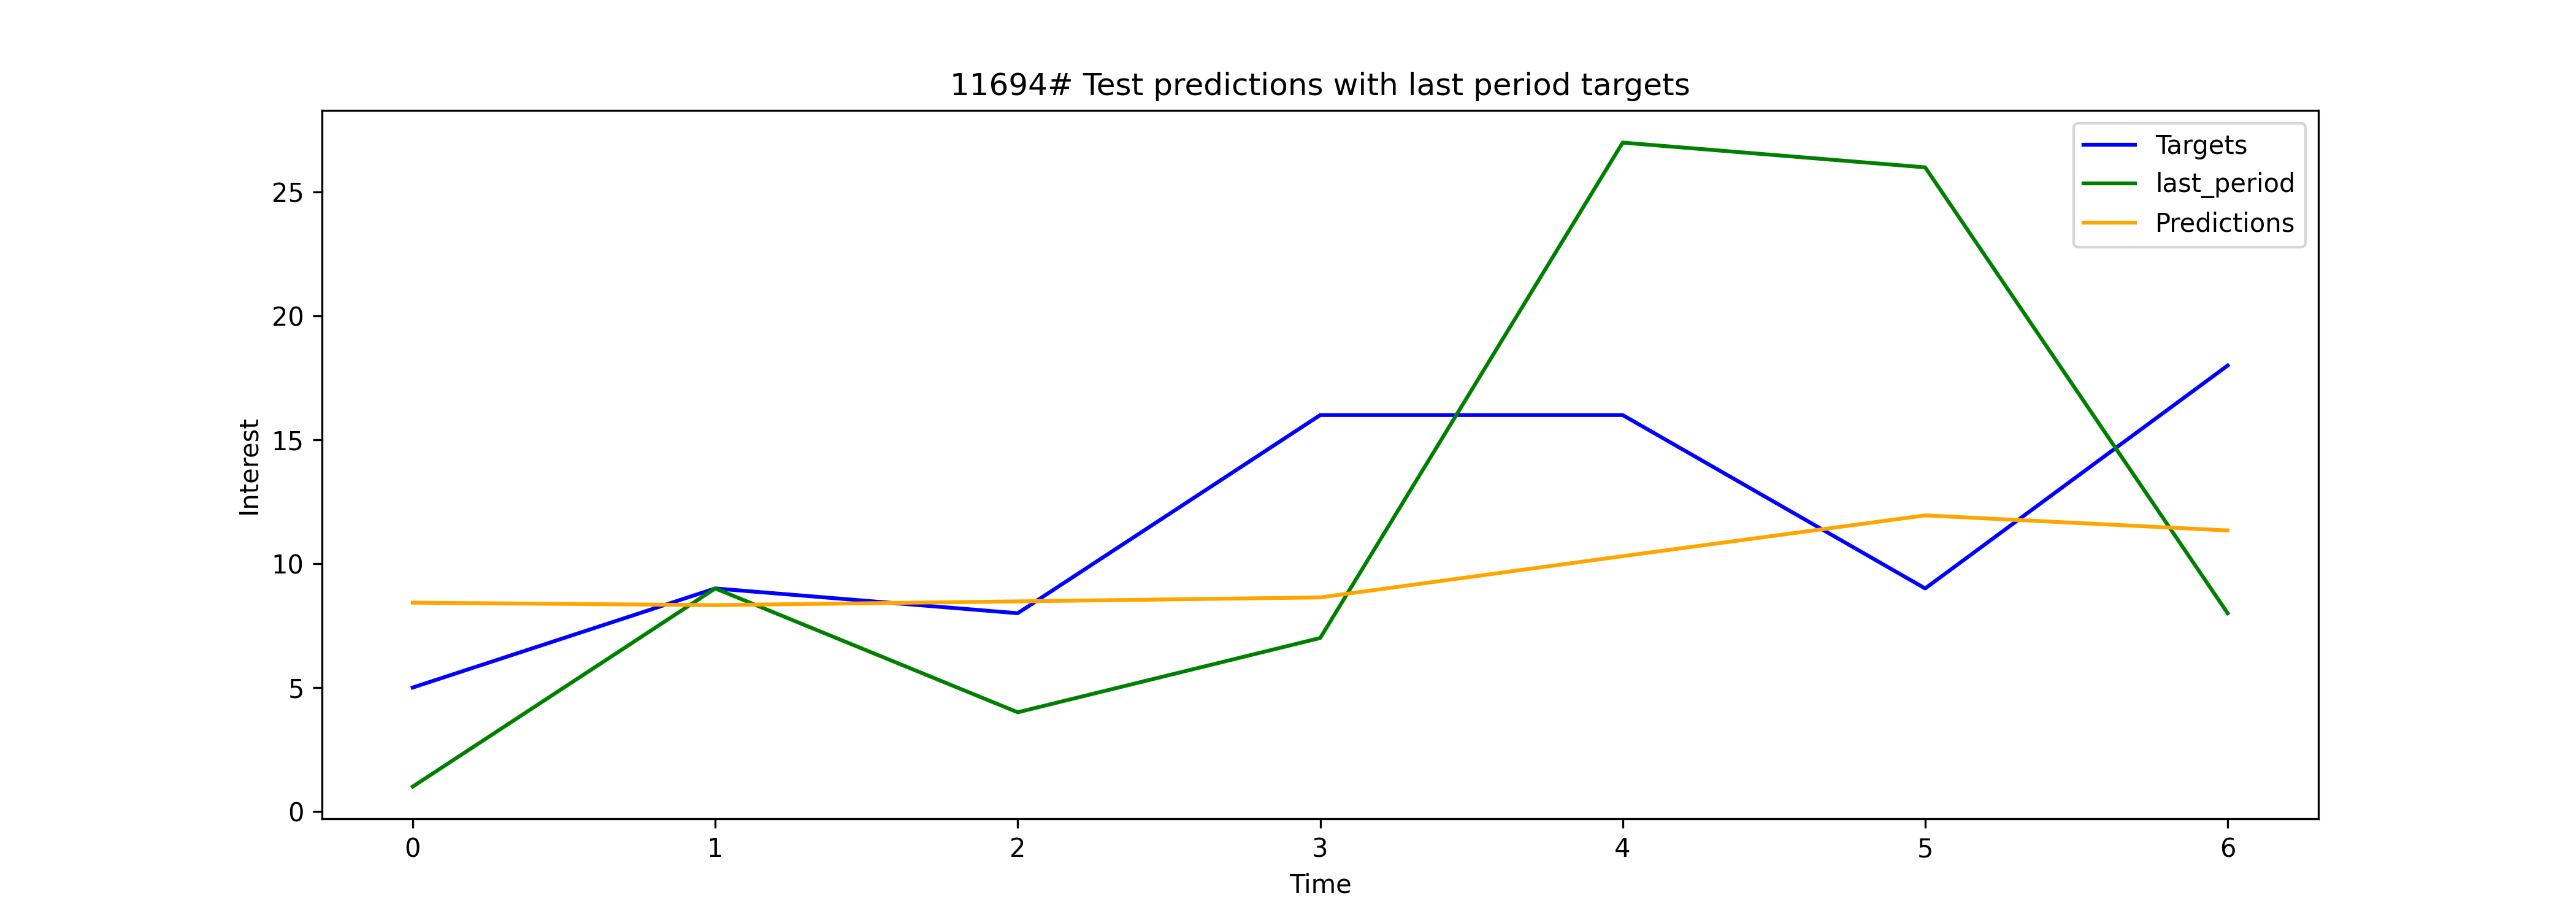 11694# Test predictions with last period targets
Targets
last_period
Predictions
Interest
25
20
15
10
5
0
0 1 2 3 4 5 6
Time